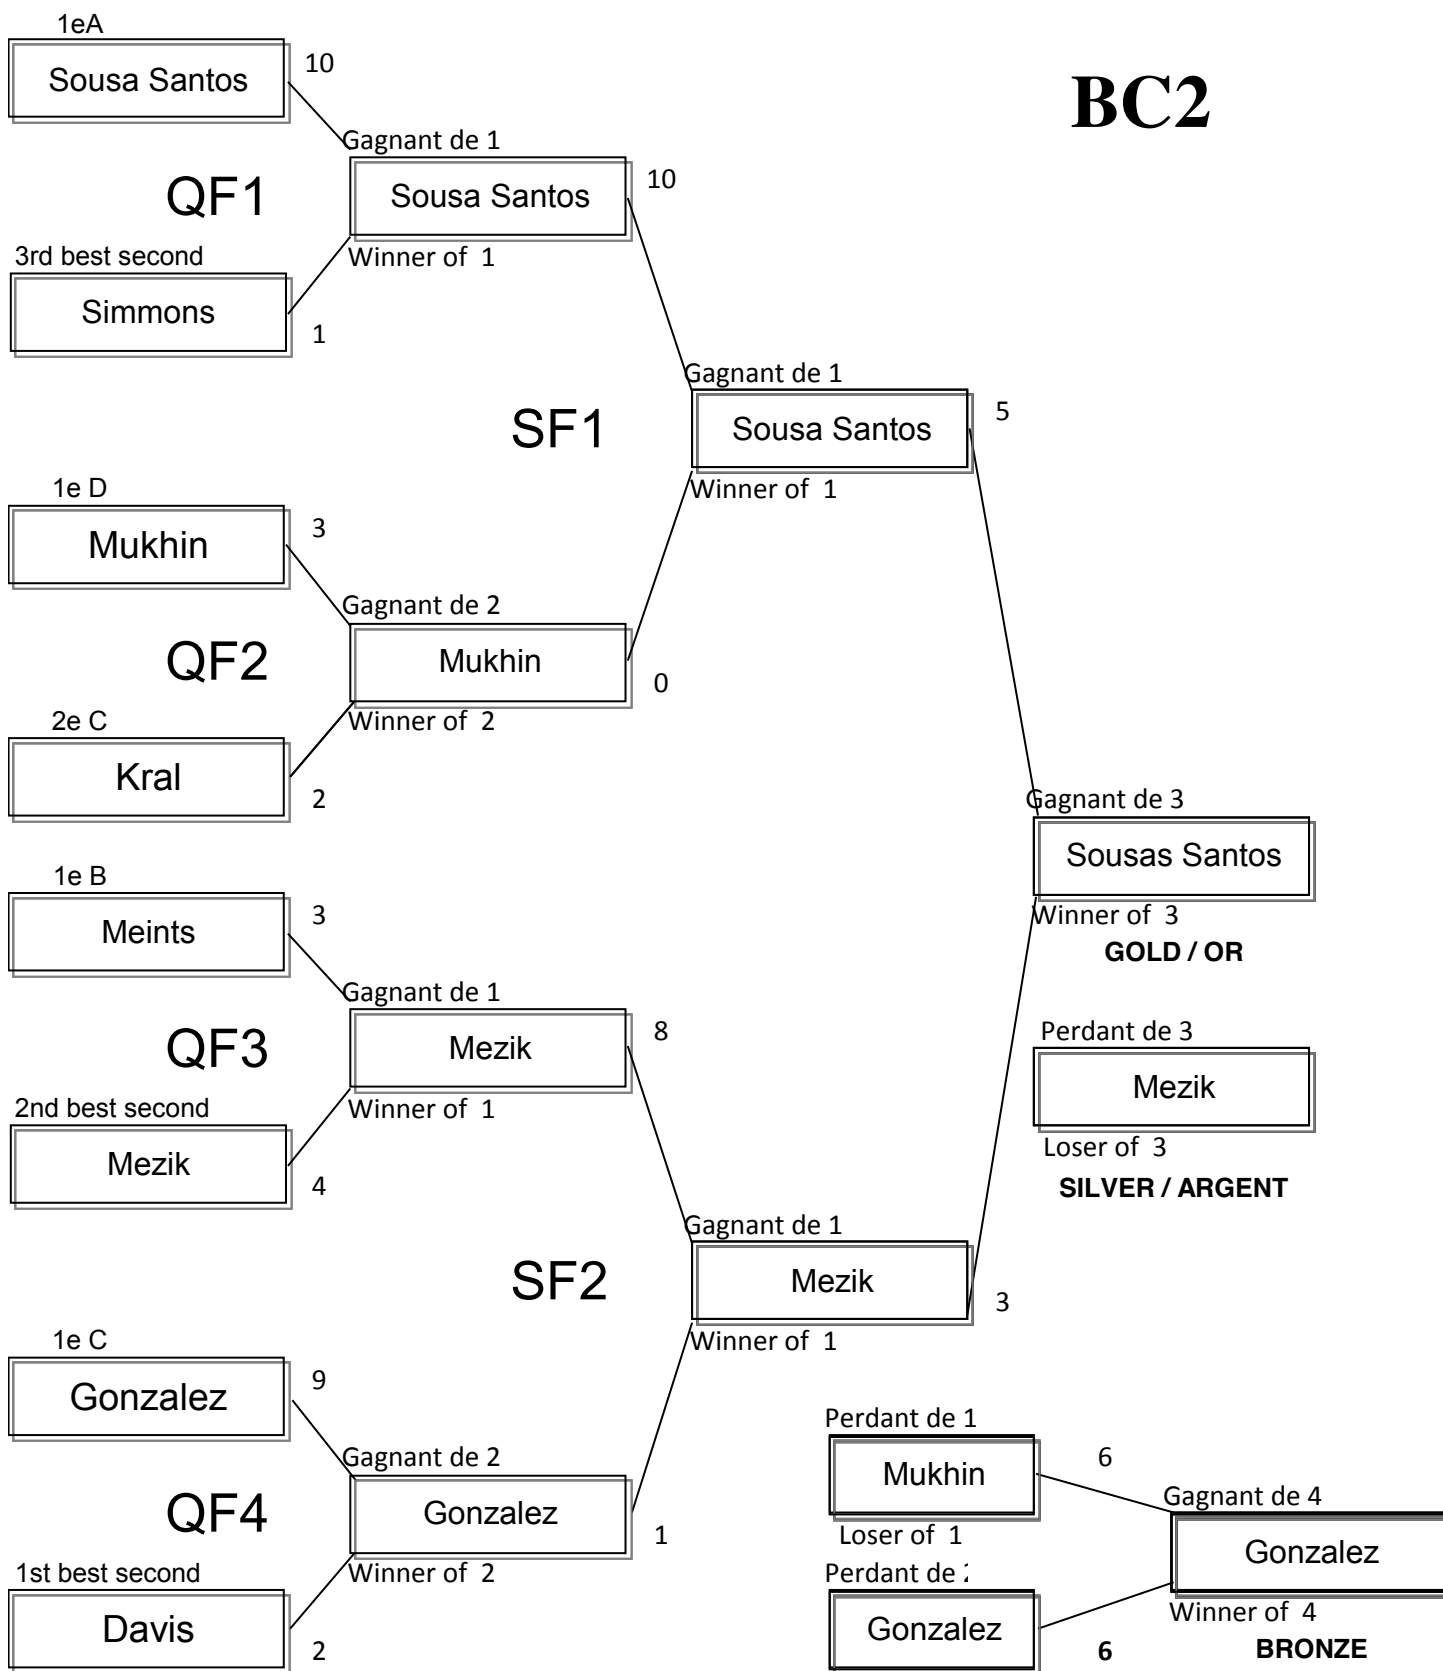 1eA
Sousa Santos
10
BC2
Gagnant de 1
QF1
Sousa Santos
10
3rd best second
Winner of 1
Simmons
1
Gagnant de 1
SF1
Sousa Santos
5
1e D
Winner of 1
Mukhin
3
Gagnant de 2
QF2
Mukhin
0
2e C
Winner of 2
Kral
2
Gagnant de 3
Sousas Santos
1e B
Winner of 3
Meints
3
GOLD / OR
Gagnant de 1
QF3
Mezik
8
Perdant de 3
Mezik
2nd best second
Winner of 1
Loser of 3
Mezik
4
SILVER / ARGENT
Gagnant de 1
SF2
Mezik
3
1e C
Winner of 1
Gonzalez
9
Perdant de 1
Gagnant de 2
Mukhin
6
QF4
Gonzalez
1
Gagnant de 4
Loser of 1
Gonzalez
1st best second
Winner of 2
Perdant de
Winner of 4
Davis
2
Gonzalez
6
BRONZE